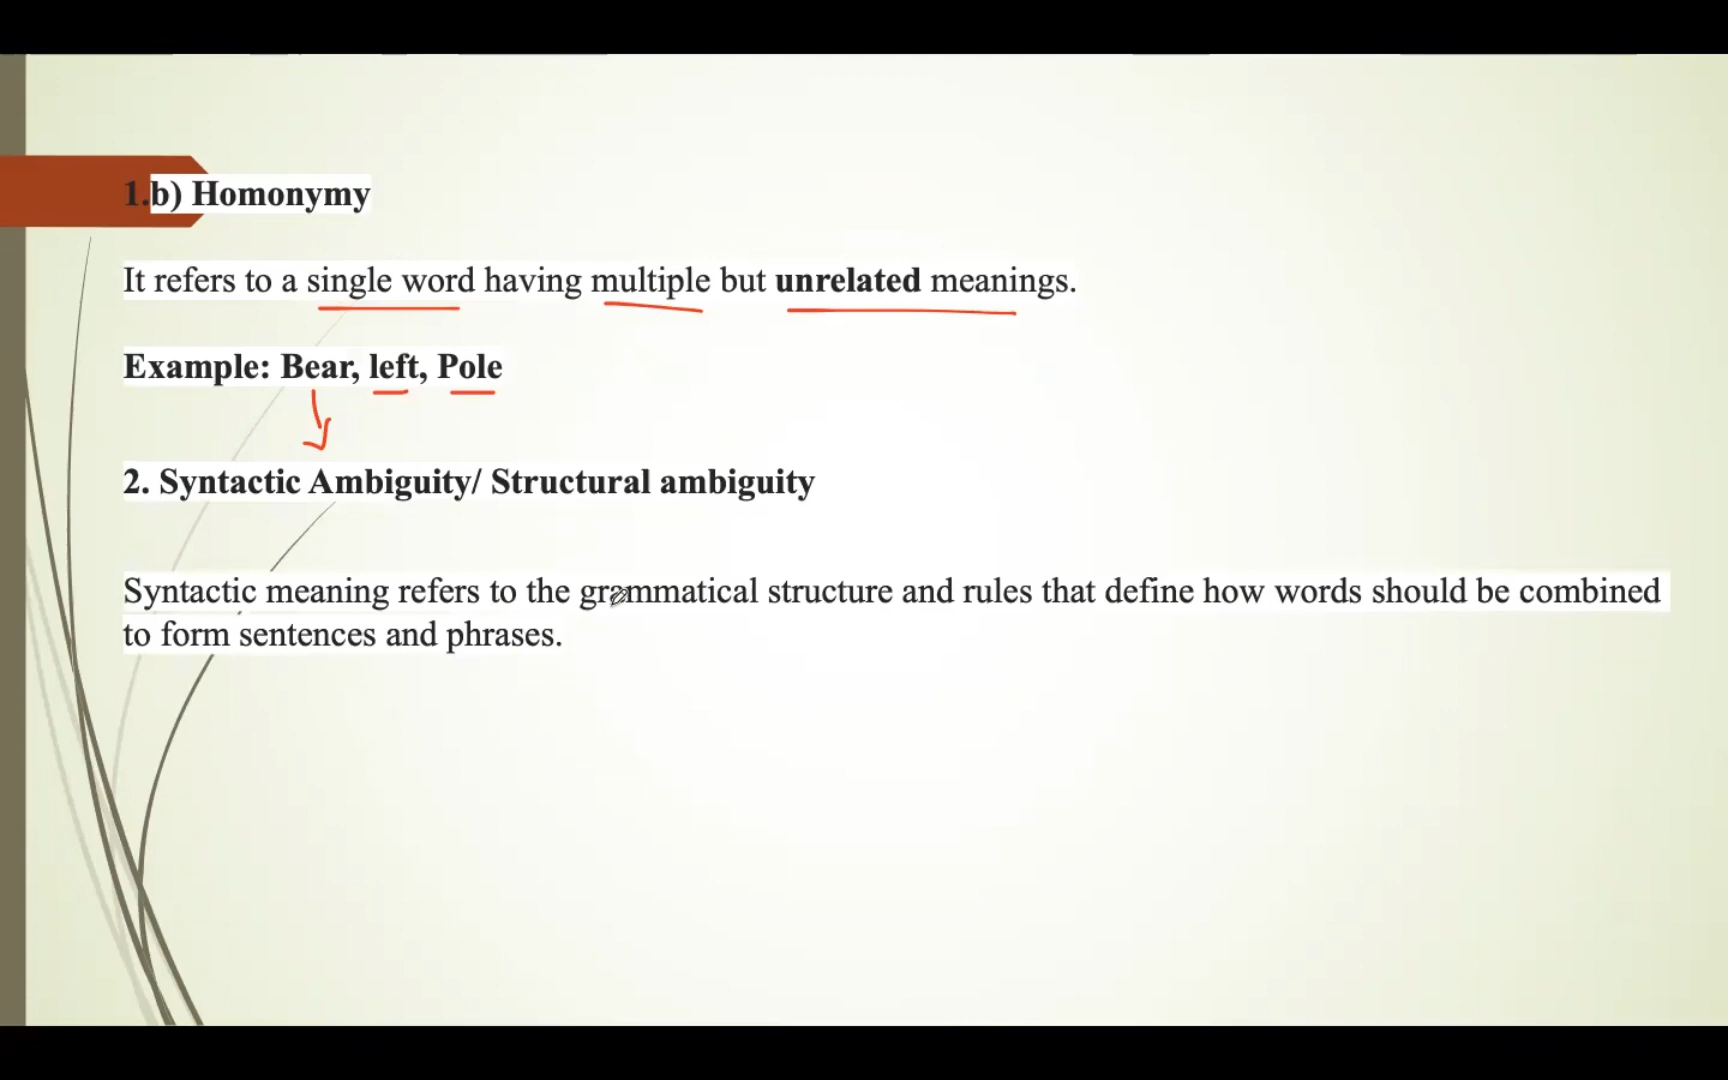 1.b) Homonymy
It refers to a single word having multiple but unrelated meanings.
Example: Bear, left, Pole
2. Syntactic Ambiguity/ Structural ambiguity
Syntactic meaning refers to the grammatical structure and rules that define how words should be combined
to form sentences and phrases.